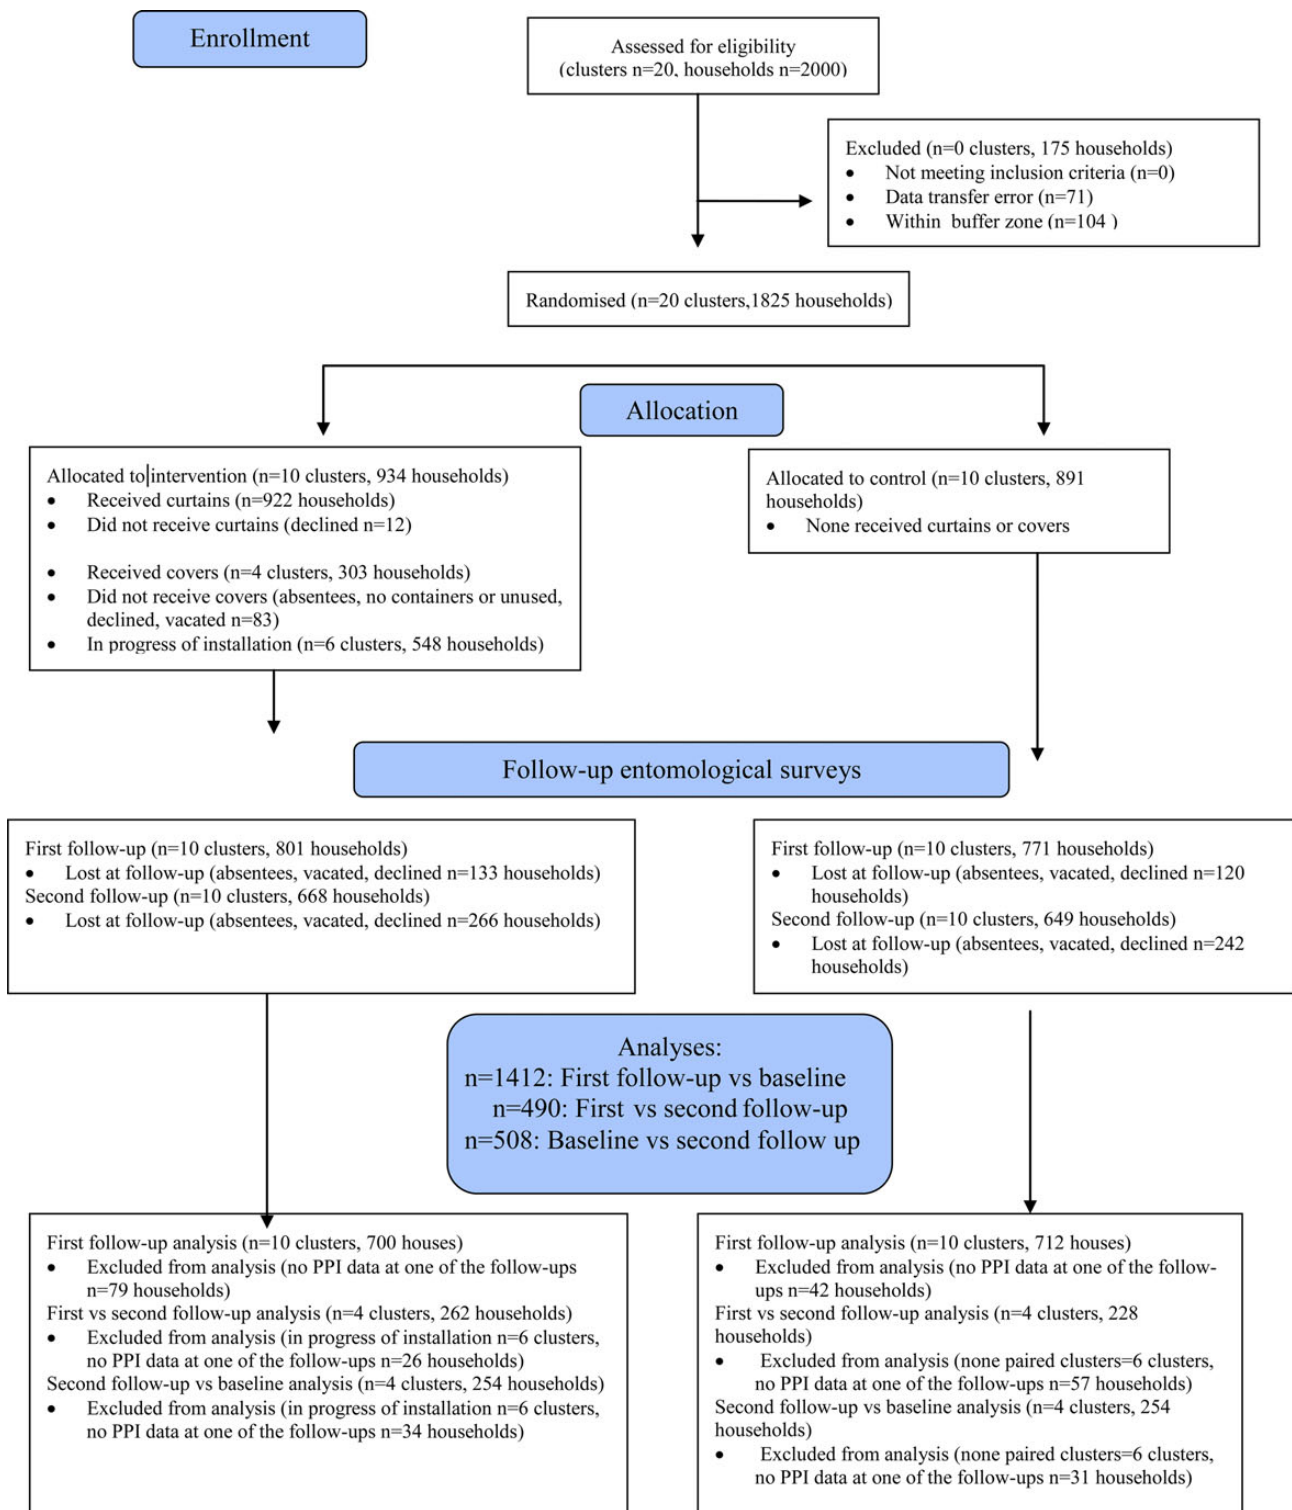 Enrollment
Assessed for eligibility
(clusters n=20, households n=2000)
Excluded (n=0 clusters, 175 households)
• Not meeting inclusion criteria (n=0)
• Data transfer error (n=71)
• Within buffer zone (n=104 )
Randomised (n=20 clusters,1825 households)
Allocation
Allocated to intervention (n=10 clusters, 934 households)
• Received curtains (n=922 households)
• Did not receive curtains (declined n=12)
• Received covers (n=4 clusters, 303 households)
• Did not receive covers (absentees, no containers or unused,
declined, vacated n=83)
• In progress of installation (n=6 clusters, 548 households)
Allocated to control (n=10 clusters, 891
households)
• None received curtains or covers
Follow-up entomological surveys
First follow-up (n=10 clusters, 801 households)
• Lost at follow-up (absentees, vacated, declined n=133 households)
Second follow-up (n=10 clusters, 668 households)
• Lost at follow-up (absentees, vacated, declined n=266 households)
First follow-up (n=10 clusters, 771 households)
• Lost at follow-up (absentees, vacated, declined n=120
households)
Second follow-up (n=10 clusters, 649 households)
• Lost at follow-up (absentees, vacated, declined n=242
households)
Analyses:
n=1412: First follow-up vs baseline
n=490: First vs second follow-up
n=508: Baseline vs second follow up
First follow-up analysis (n=10 clusters, 700 houses)
• Excluded from analysis (no PPI data at one of the follow-ups
n=79 households)
First vs second follow-up analysis (n=4 clusters, 262 households)
• Excluded from analysis (in progress of installation n=6 clusters,
no PPI data at one of the follow-ups n=26 households)
Second follow-up vs baseline analysis (n=4 clusters, 254 households)
• Excluded from analysis (in progress of installation n=6 clusters,
no PPI data at one of the follow-ups n=34 households)
First follow-up analysis (n=10 clusters, 712 houses)
• Excluded from analysis (no PPI data at one of the follow-
ups n=42 households)
First vs second follow-up analysis (n=4 clusters, 228
households)
• Excluded from analysis (none paired clusters=6 clusters,
no PPI data at one of the follow-ups n=57 households)
Second follow-up vs baseline analysis (n=4 clusters, 254
households)
• Excluded from analysis (none paired clusters=6 clusters,
no PPI data at one of the follow-ups n=31 households)